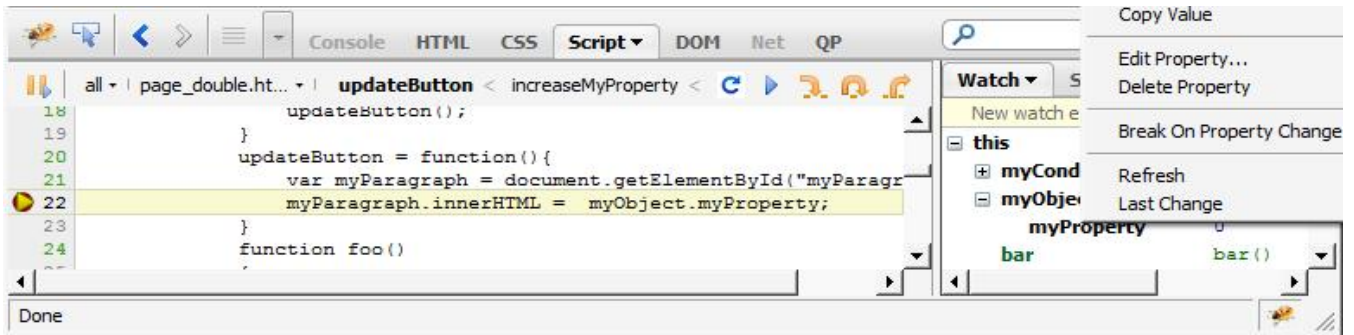 Console HTML CSS Script DOM Net QP
all page_double.ht... updateButton < increaseMyProperty <
18 updateButton();
19 }
20 updateButton = function(){
21 var myParagraph = document.getElementById("myParagr
22 myParagraph.innerHTML = myObject.myProperty;
23 }
24 function foo()
Watch S
New watch e
this
myCond
myObje
myProperty 0
bar bar()
Copy Value
Edit Property...
Delete Property
Break On Property Change
Refresh
Last Change
Done